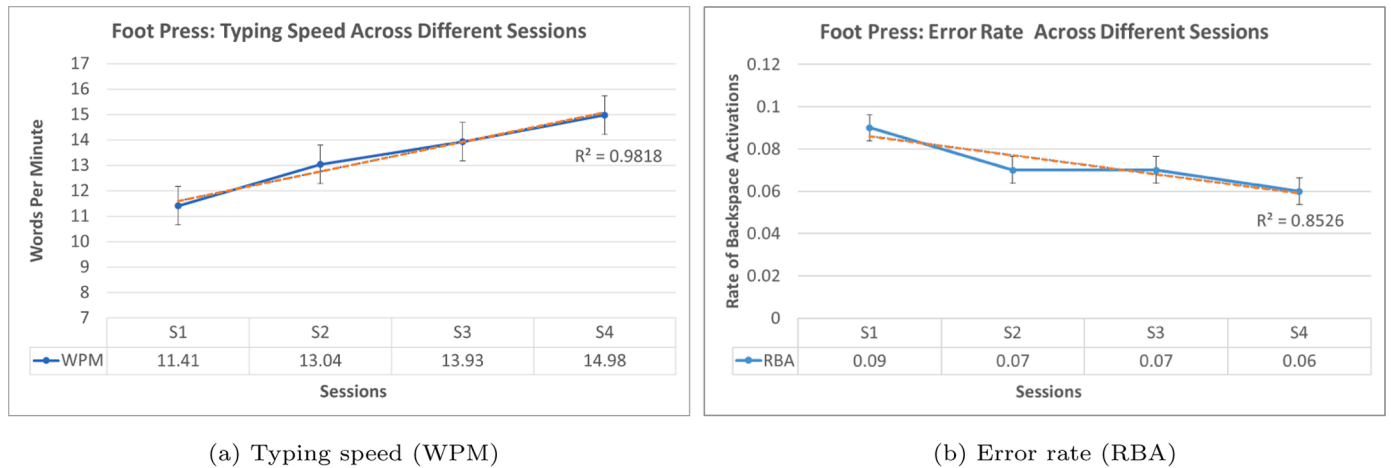 Foot Press: Typing Speed Across Different Sessions
Words Per Minute
17
16
15
14
13
12
11
10
9
8
7
R² = 0.9818
S1 S2 S3 S4
WPM 11.41 13.04 13.93 14.98
Sessions
(a) Typing speed (WPM)
Foot Press: Error Rate Across Different Sessions
Rate of Backspace Activations
0.12
0.1
0.08
0.06
0.04
0.02
0
R² = 0.8526
S1 S2 S3 S4
RBA 0.09 0.07 0.07 0.06
Sessions
(b) Error rate (RBA)